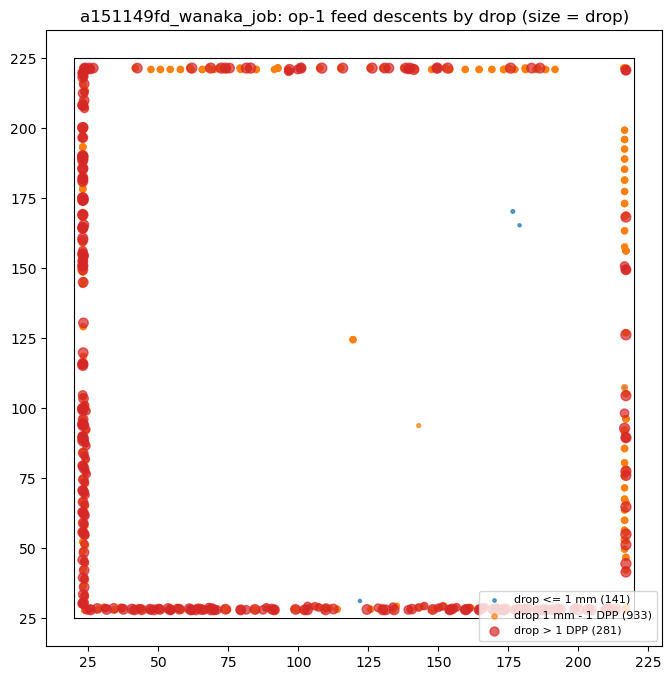 a151149fd_wanaka_job: op-1 feed descents by drop (size = drop)
225
200
175
150
125
100
75
50
25
drop <= 1 mm (141)
drop 1 mm - 1 DPP (933)
drop > 1 DPP (281)
25 50 75 100 125 150 175 200 225